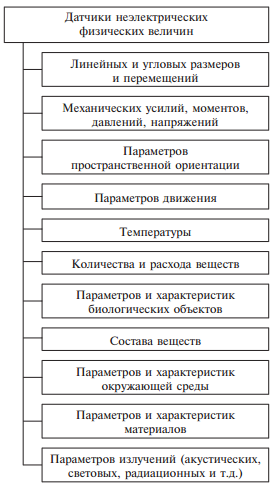 Датчики неэлектрических
физических величин
Линейных и угловых размеров
и перемещений
Механических усилий, моментов,
давлений, напряжений
Параметров
пространственной ориентации
Параметров движения
Температуры
Количества и расхода веществ
Параметров и характеристик
биологических объектов
Состава веществ
Параметров и характеристик
окружающей среды
Параметров и характеристик
материалов
Параметров излучений (акустических,
световых, радиационных и т.д.)